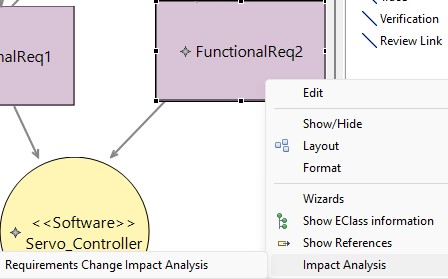 Verification
Review Link
nalReq1
FunctionalReq2
Edit
Show/Hide
Layout
Format
Wizards
Show EClass information
Show References
Impact Analysis
<<Software>>
Servo_Controller
Requirements Change Impact Analysis